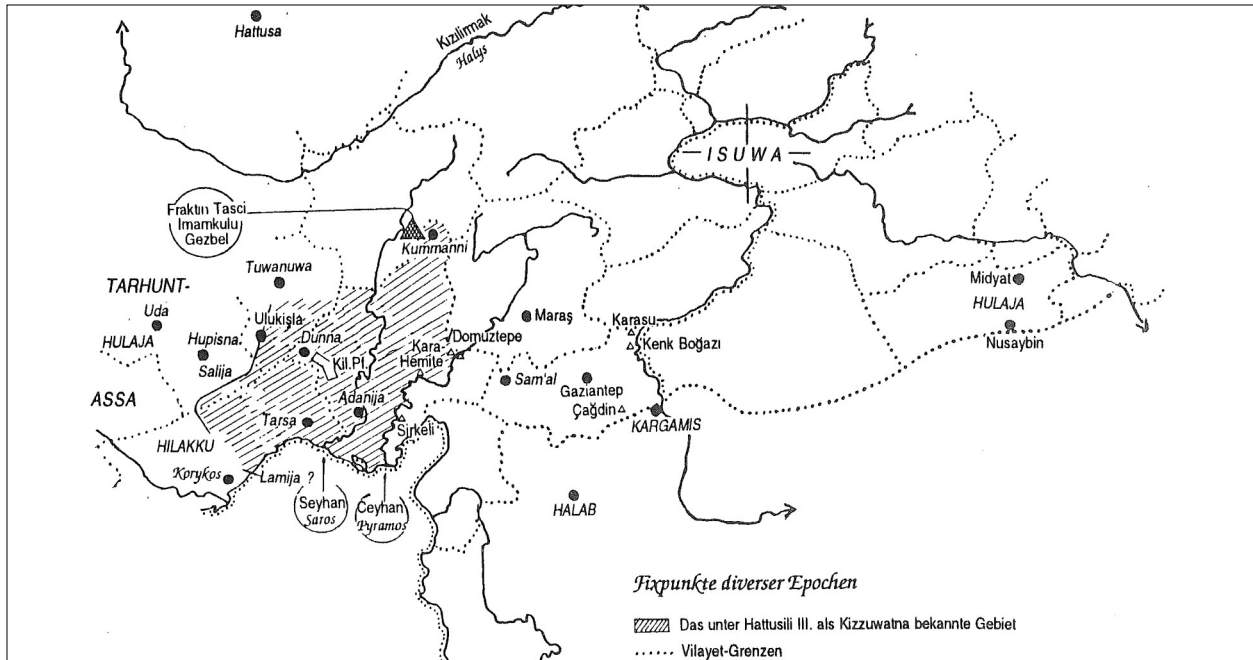 Hattusa
Kızılırmak
Halys
ISUWA
Fraktın Tasci
Imamkulu
Gezbel
Kummanni
Tuwanuwa
TARHUNT-
Uda
HULAJA
Hupisna
Salija
Ulukışla
Dunna
Kil.Pl.
Kara-
Hemite
Domuztepe
Maraş
Karasu
Kenk Boğazı
Midyat
HULAJA
Nusaybin
ASSA
Adanija
Tarsa
Sam'al
Gaziantep
Çağdın
KARGAMIS
Sirkeli
HILAKKU
Korykos
Lamija ?
Seyhan
Saros
Ceyhan
Pyramos
HALAB
Fixpunkte diverser Epochen
Das unter Hattusili III. als Kizzuwatna bekannte Gebiet
Vilayet-Grenzen